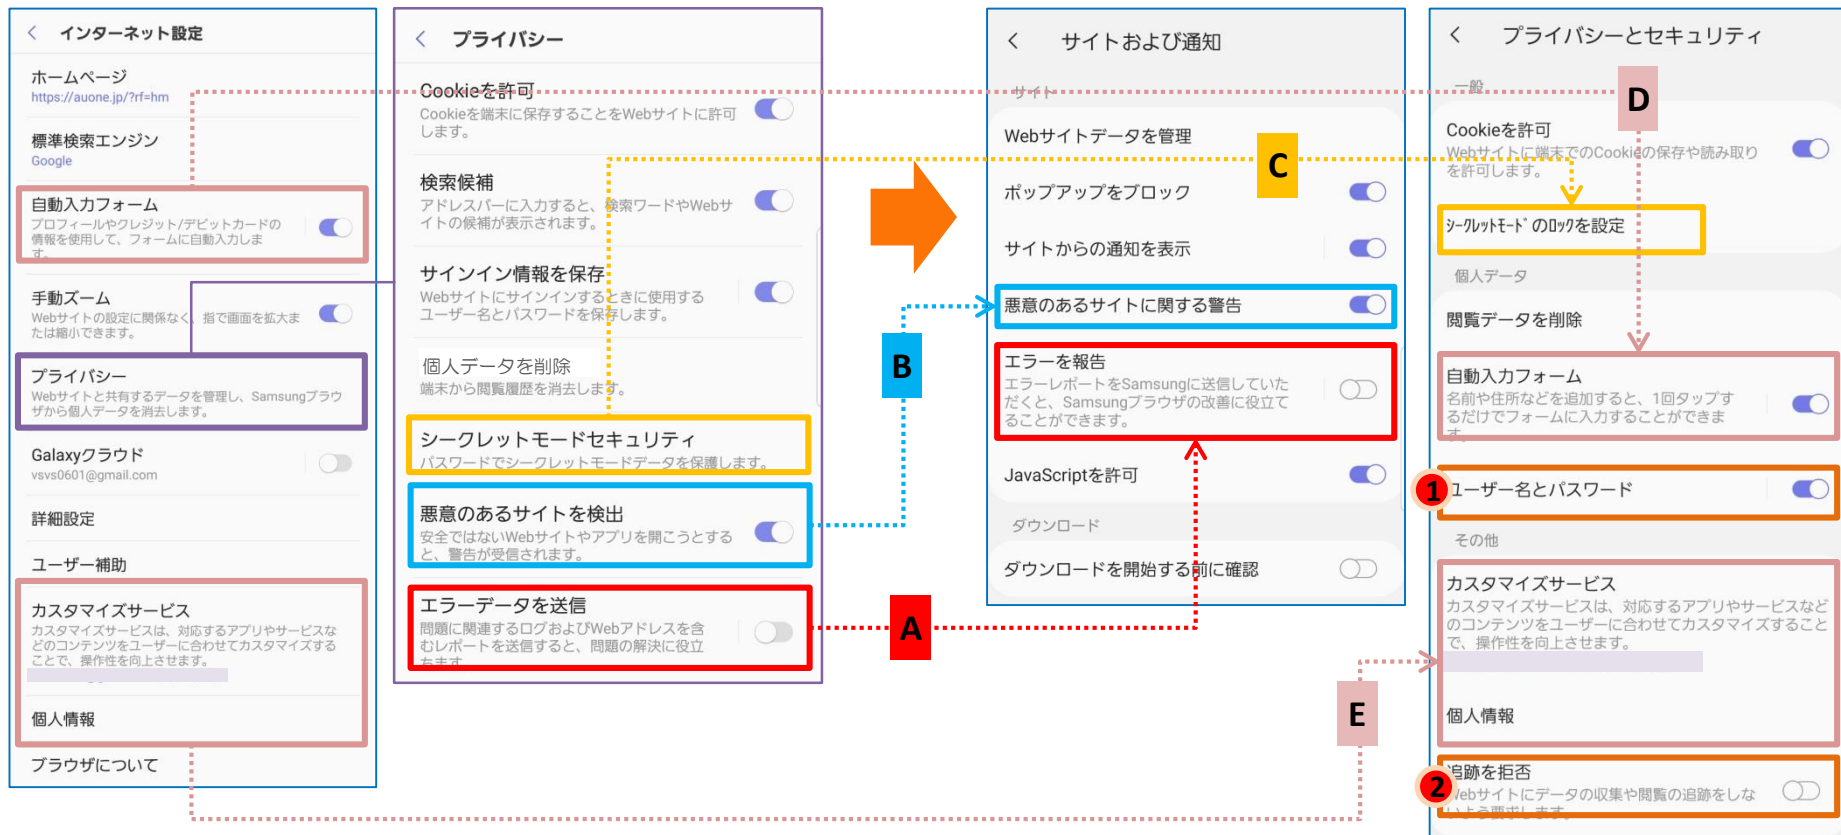 インターネット設定
ホームページ
https://auone.jp/?rf=hm
標準検索エンジン
Google
自動入力フォーム
プロフィールやクレジット/デビットカードの
情報を使用して、フォームに自動入力しま
す。
手動ズーム
Webサイトの設定に関係なく、指で画面を拡大ま
たは縮小できます。
プライバシー
Webサイトと共有するデータを管理し、Samsungブラウ
ザから個人データを消去します。
Galaxyクラウド
vsvs0601@gmail.com
詳細設定
ユーザー補助
カスタマイズサービス
カスタマイズサービスは、対応するアプリやサービスな
どのコンテンツをユーザーに合わせてカスタマイズする
ことで、操作性を向上させます。
個人情報
ブラウザについて
プライバシー
Cookieを許可
Cookieを端末に保存することをWebサイトに許可
します。
検索候補
アドレスバーに入力すると、検索ワードやWebサ
イトの候補が表示されます。
サインイン情報を保存
Webサイトにサインインするときに使用する
ユーザー名とパスワードを保存します。
個人データを削除
端末から閲覧履歴を消去します。
シークレットモードセキュリティ
パスワードでシークレットモードデータを保護します。
悪意のあるサイトを検出
安全ではないWebサイトやアプリを開こうとする
と、警告が受信されます。
エラーデータを送信
問題に関連するログおよびWebアドレスを含
むレポートを送信すると、問題の解決に役立
ちます。
B
A
サイトおよび通知
サイト
Webサイトデータを管理
C
ポップアップをブロック
サイトからの通知を表示
悪意のあるサイトに関する警告
エラーを報告
エラーレポートをSamsungに送信していた
だくと、Samsungブラウザの改善に役立て
ることができます。
JavaScriptを許可
ダウンロード
ダウンロードを開始する前に確認
E
プライバシーとセキュリティ
一般
D
Cookieを許可
Webサイトに端末でのCookieの保存や読み取り
を許可します。
ｼｰｸﾚｯﾄﾓｰﾄﾞのﾛｯｸを設定
個人データ
閲覧データを削除
自動入力フォーム
名前や住所などを追加すると、1回タップす
るだけでフォームに入力することができま
す。
1
ユーザー名とパスワード
その他
カスタマイズサービス
カスタマイズサービスは、対応するアプリやサービスなど
のコンテンツをユーザーに合わせてカスタマイズすること
で、操作性を向上させます。
個人情報
2
追跡を拒否
Webサイトにデータの収集や閲覧の追跡をしな
いよう要求します。